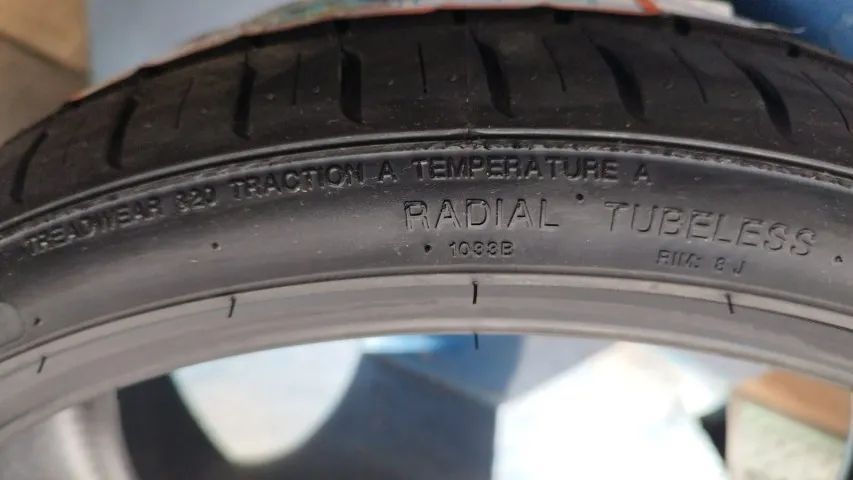 TREADWEAR 320 TRACTION A TEMPERATURE A
RADIAL TUBELESS
1033B
RIM: 8 J